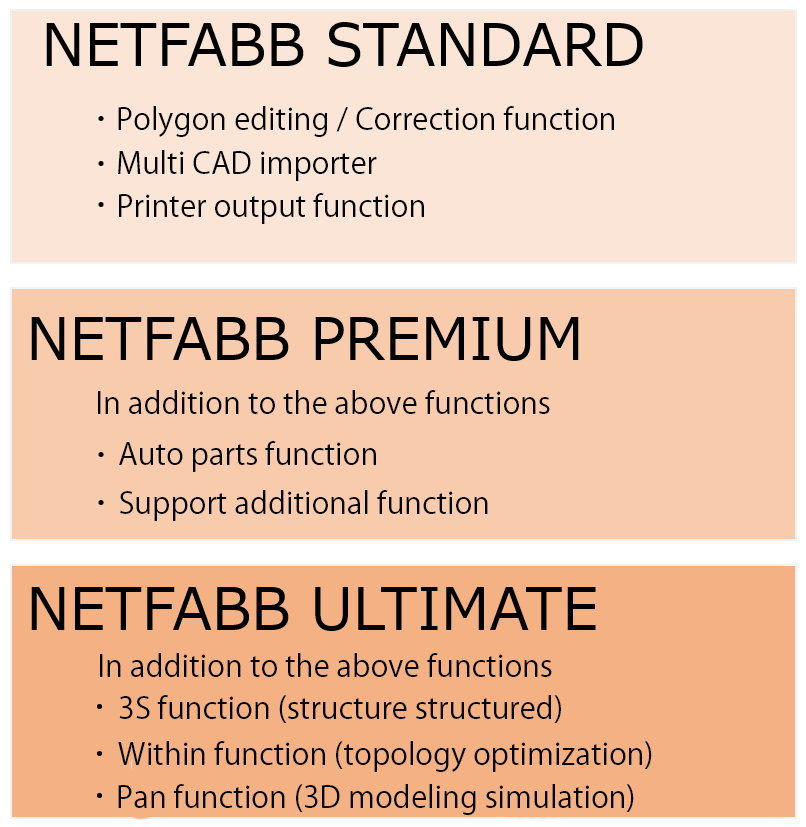 NETFABB STANDARD
・Polygon editing / Correction function
・Multi CAD importer
・Printer output function
NETFABB PREMIUM
In addition to the above functions
・Auto parts function
・Support additional function
NETFABB ULTIMATE
In addition to the above functions
・3S function (structure structured)
・Within function (topology optimization)
・Pan function (3D modeling simulation)